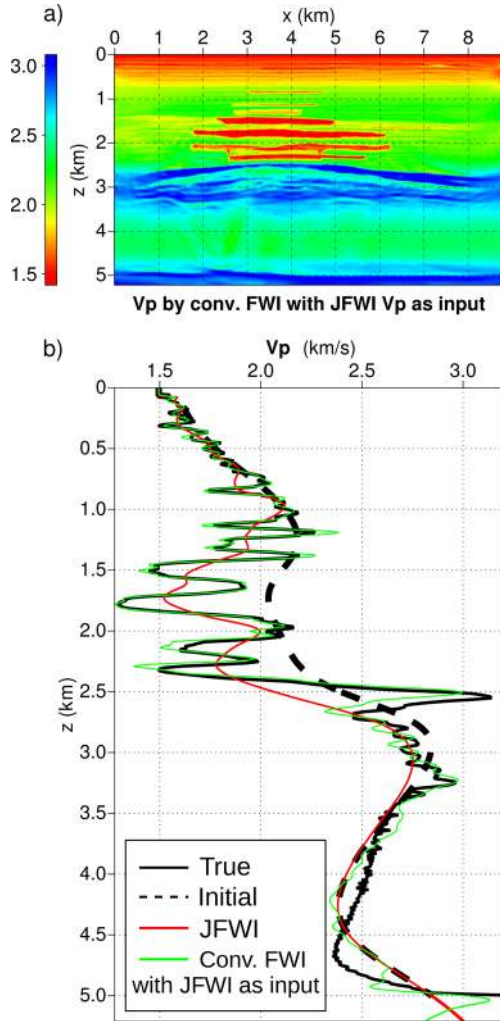 a)
x (km)
0 1 2 3 4 5 6 7 8
3.0
2.5
2.0
1.5
z (km)
0
1
2
3
4
5
Vp by conv. FWI with JFWI Vp as input
b)
Vp (km/s)
1.5 2.0 2.5 3.0
z (km)
0
0.5
1.0
1.5
2.0
2.5
3.0
3.5
4.0
4.5
5.0
True
Initial
JFWI
Conv. FWI
with JFWI as input